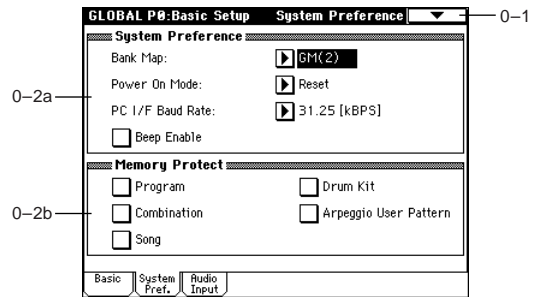 GLOBAL P0:Basic Setup System Preference
0–1
System Preference
Bank Map: GM(2)
Power On Mode: Reset
0–2a
PC I/F Baud Rate: 31.25 [kBPS]
Beep Enable
Memory Protect
Program Drum Kit
0–2b
Combination Arpeggio User Pattern
Song
Basic System Pref. Audio Input